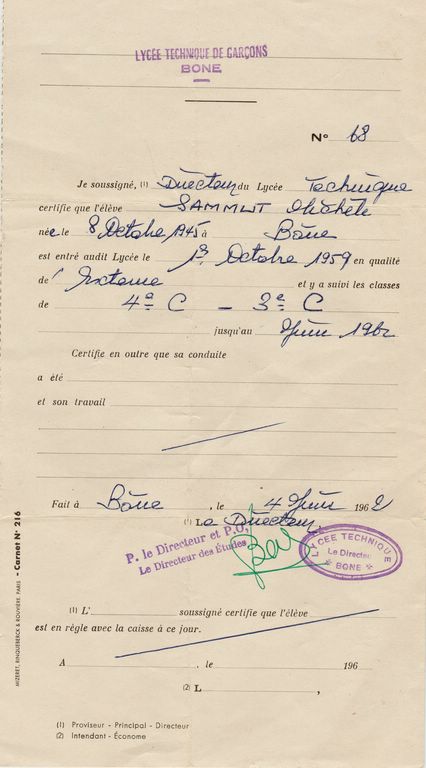 LYCÉE TECHNIQUE DE GARÇONS
BONE
N° 68
Je soussigné, (1) Directeur du Lycée Technique
certifie que l'élève SAMMUT Michèle
née le 8 Octobre 1945 à Bône
est entré audit Lycée le 1er Octobre 1959 en qualité
de Externe et y a suivi les classes
de 4e C - 3e C
jusqu'au Juin 1962
Certifie en outre que sa conduite
a été
et son travail
Fait à Bône, le 4 Juin 1962
(1) Le Directeur,
P. le Directeur et P.O.
Le Directeur des Études
LYCEE TECHNIQUE
Le Directeur
* BONE *
(1) L' soussigné certifie que l'élève
est en règle avec la caisse à ce jour.
A , le 196
(2) L ,
(1) Proviseur - Principal - Directeur
(2) Intendant - Économe
MIZERET, RINQUEBERCK & ROUVIÈRE. PARIS - Carnet N° 216